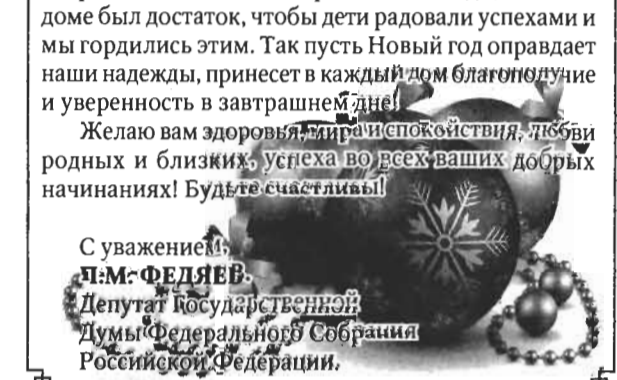 доме был достаток, чтобы дети радовали успехами и
мы гордились этим. Так пусть Новый год оправдает
наши надежды, принесет в каждый дом благополучие
и уверенность в завтрашнем дне!
Желаю вам здоровья, мира и спокойствия, любви
родных и близких, успеха во всех ваших добрых
начинаниях! Будьте счастливы!
С уважением,
П.М. ФЕДЯЕВ.
Депутат Государственной
Думы Федерального Собрания
Российской Федерации.